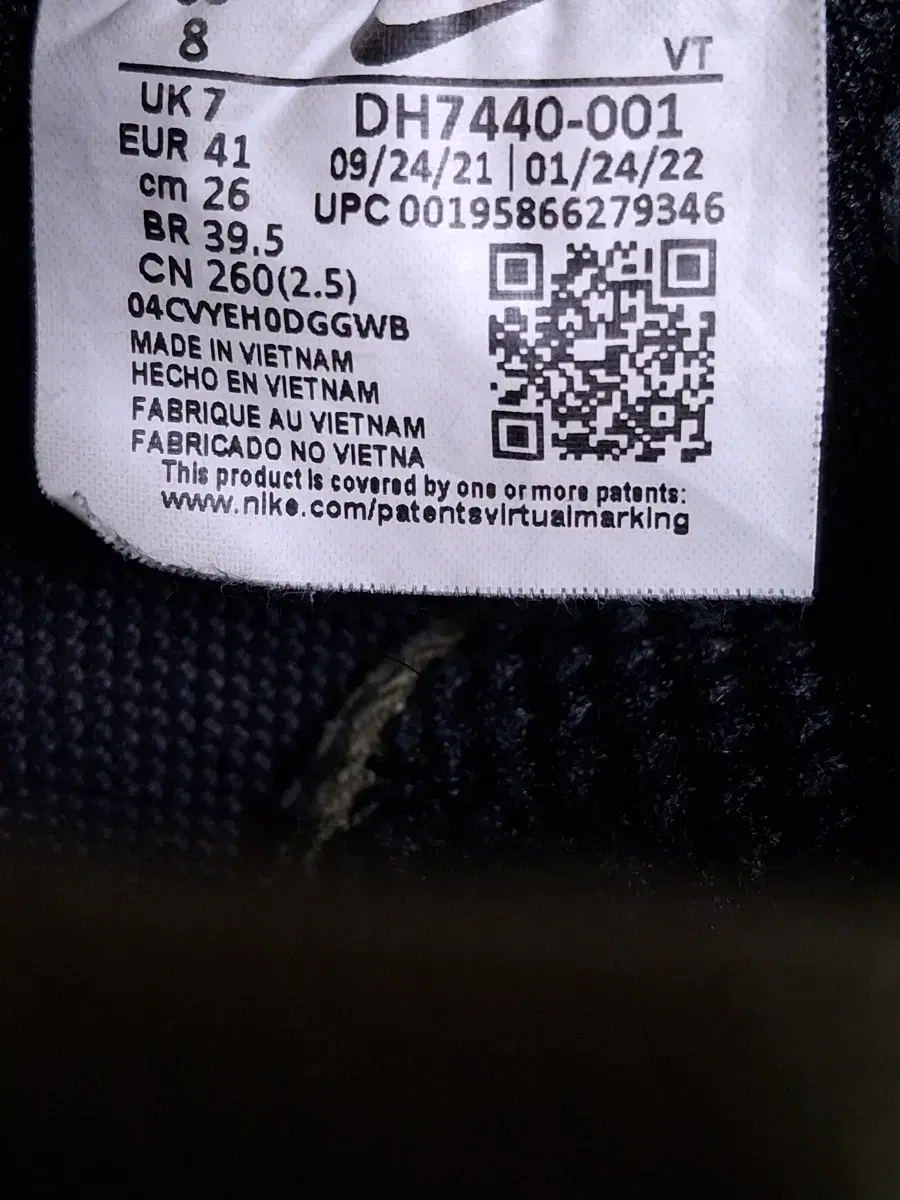 8
VT
UK 7
EUR 41
cm 26
BR 39.5
CN 260(2.5)
DH7440-001
09/24/21 | 01/24/22
UPC 00195866279346
04CVYEH0DGGWB
MADE IN VIETNAM
HECHO EN VIETNAM
FABRIQUE AU VIETNAM
FABRICADO NO VIETNA
This product is covered by one or more patents:
www.nike.com/patentsvirtualmarking